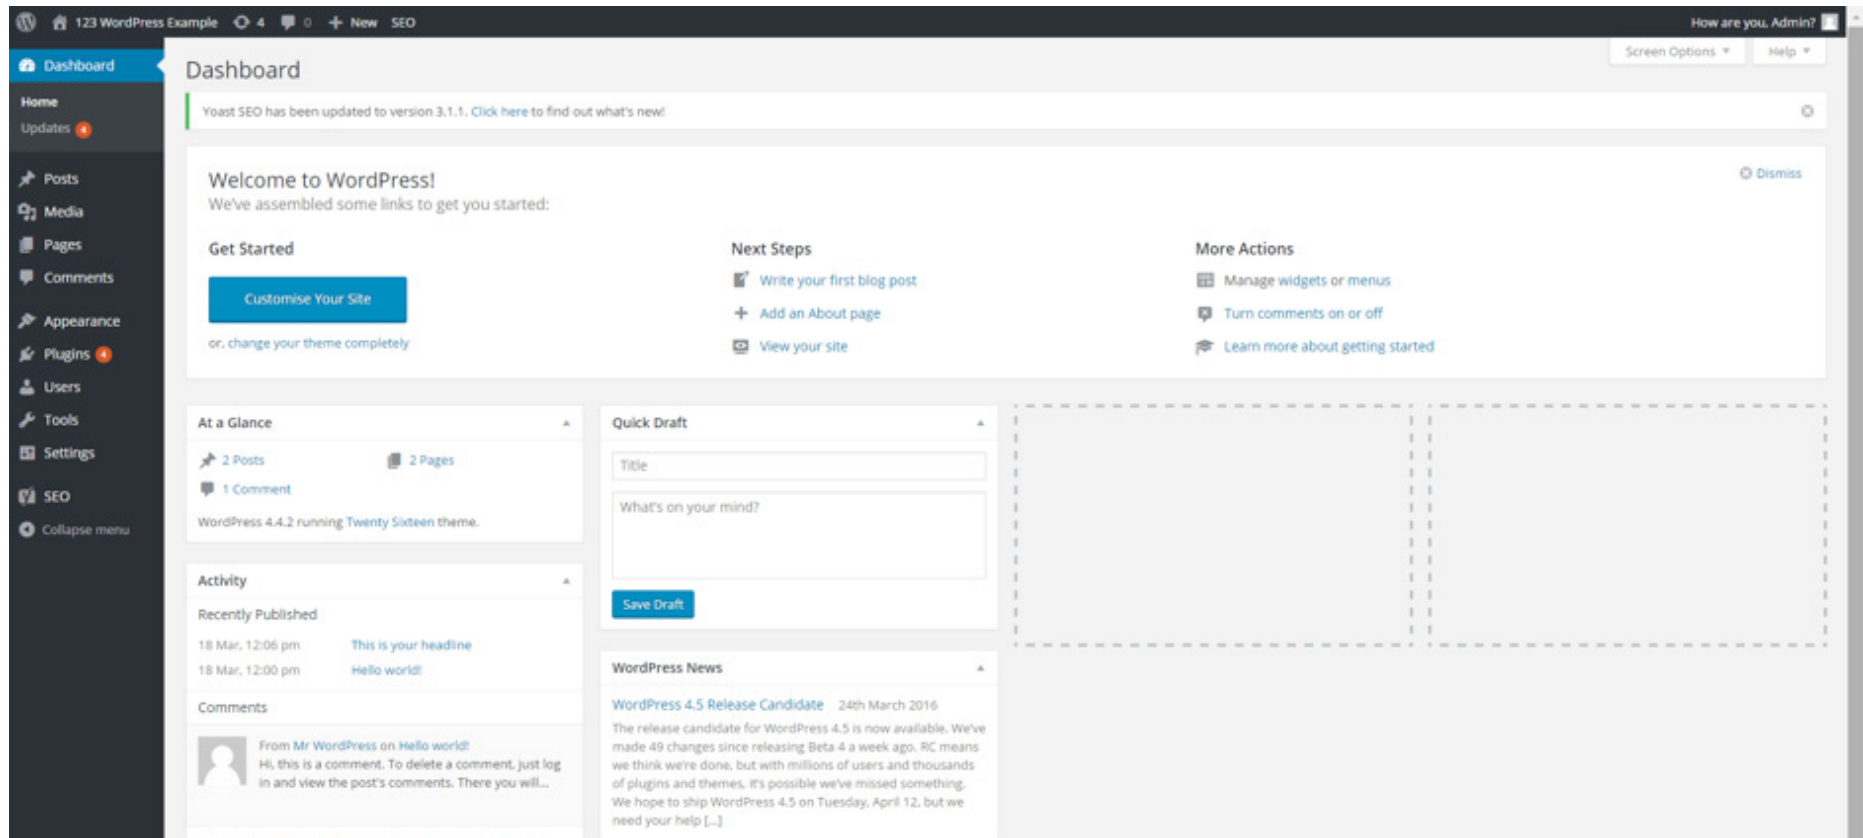 123 WordPress Example 4 0 New SEO
How are you, Admin?
Screen Options Help
Dashboard
Home
Updates 4
Posts
Media
Pages
Comments
Appearance
Plugins 4
Users
Tools
Settings
SEO
Collapse menu
Dashboard
Yoast SEO has been updated to version 3.1.1. Click here to find out what's new!
Welcome to WordPress!
We've assembled some links to get you started:
Dismiss
Get Started
Customise Your Site
or, change your theme completely
Next Steps
Write your first blog post
Add an About page
View your site
More Actions
Manage widgets or menus
Turn comments on or off
Learn more about getting started
At a Glance
2 Posts 2 Pages
1 Comment
WordPress 4.4.2 running Twenty Sixteen theme.
Activity
Recently Published
18 Mar, 12:06 pm This is your headline
18 Mar, 12:00 pm Hello world!
Comments
From Mr WordPress on Hello world!
Hi, this is a comment. To delete a comment, just log
in and view the post's comments. There you will...
Quick Draft
Title
What's on your mind?
Save Draft
WordPress News
WordPress 4.5 Release Candidate 24th March 2016
The release candidate for WordPress 4.5 is now available. We've
made 49 changes since releasing Beta 4 a week ago. RC means
we think we're done, but with millions of users and thousands
of plugins and themes, it's possible we've missed something.
We hope to ship WordPress 4.5 on Tuesday, April 12, but we
need your help [...]